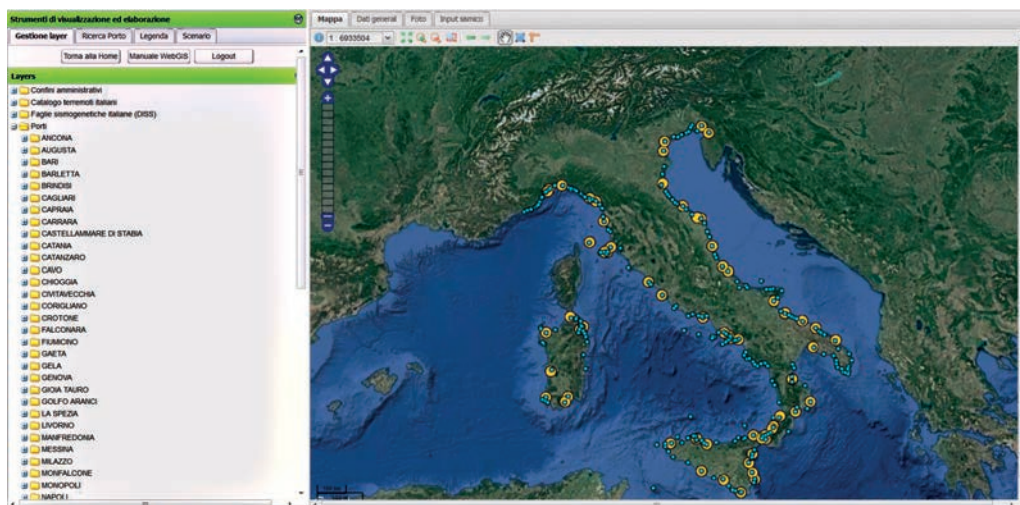 Strumenti di visualizzazione ed elaborazione
Gestione layer Ricerca Porto Legenda Scenario
Torna alla Home Manuale WebGIS Logout
Layers
Confini amministrativi
Catalogo terremoti italiani
Faglie sismogenetiche italiane (DISS)
Porti
ANCONA
AUGUSTA
BARI
BARLETTA
BRINDISI
CAGLIARI
CAPRAIA
CARRARA
CASTELLAMMARE DI STABIA
CATANIA
CATANZARO
CAVO
CHIOGGIA
CIVITAVECCHIA
CORIGLIANO
CROTONE
FALCONARA
FIUMICINO
GAETA
GELA
GENOVA
GIOIA TAURO
GOLFO ARANCI
LA SPEZIA
LIVORNO
MANFREDONIA
MESSINA
MILAZZO
MONFALCONE
MONOPOLI
NAPOLI
Mappa Dati generali Foto Input sismico
1 : 6933504